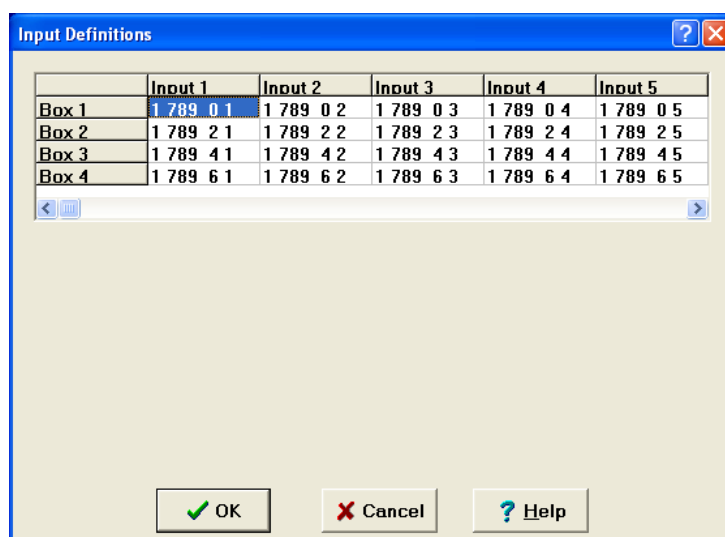 Input Definitions
Input 1 Input 2 Input 3 Input 4 Input 5
Box 1 1 789 0 1 1 789 0 2 1 789 0 3 1 789 0 4 1 789 0 5
Box 2 1 789 2 1 1 789 2 2 1 789 2 3 1 789 2 4 1 789 2 5
Box 3 1 789 4 1 1 789 4 2 1 789 4 3 1 789 4 4 1 789 4 5
Box 4 1 789 6 1 1 789 6 2 1 789 6 3 1 789 6 4 1 789 6 5
OK Cancel ? Help